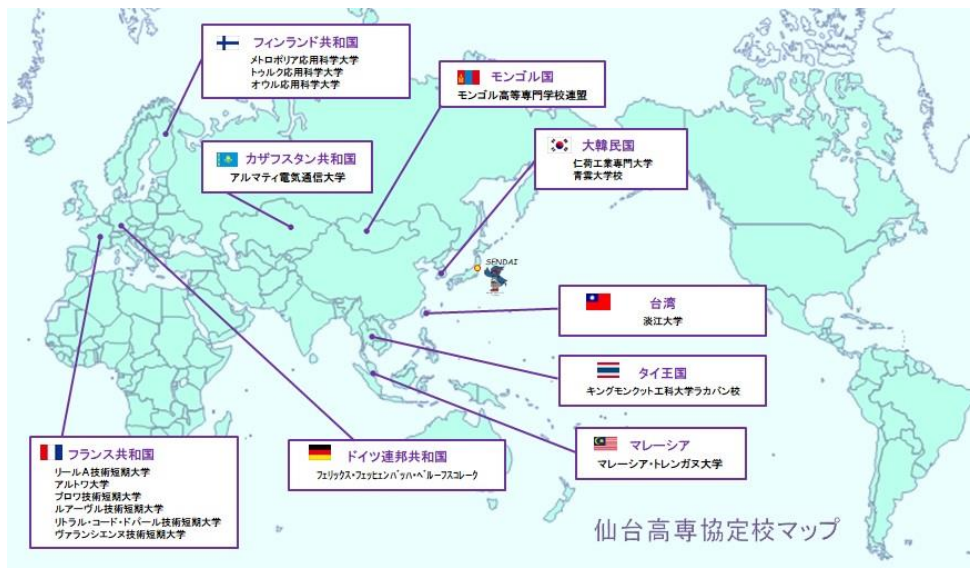 フィンランド共和国
メトロポリア応用科学大学
トゥルク応用科学大学
オウル応用科学大学
モンゴル国
モンゴル高等専門学校連盟
大韓民国
仁荷工業専門大学
青雲大学校
カザフスタン共和国
アルマティ電気通信大学
SENDAI
台湾
淡江大学
タイ王国
キングモンクット工科大学ラカバン校
マレーシア
マレーシア・トレンガヌ大学
フランス共和国
リールA技術短期大学
アルトワ大学
ブロワ技術短期大学
ルアーヴル技術短期大学
リトラル・コード・ドパール技術短期大学
ヴァランシエンヌ技術短期大学
ドイツ連邦共和国
フェリックス・フェッヒェンバッハ・ベルーフスコレーク
仙台高専協定校マップ